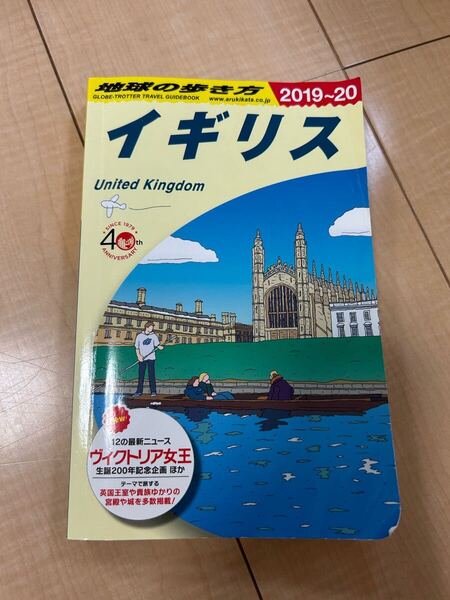 地球の歩き方
GLOBE-TROTTER TRAVEL GUIDEBOOK
www.arukikata.co.jp
2019~20
イギリス
United Kingdom
SINCE 1979
40th
ANNIVERSARY
New
12の最新ニュース
ヴィクトリア女王
生誕200年記念企画 ほか
テーマで旅する
英国王室や貴族ゆかりの
宮殿や城を多数掲載!